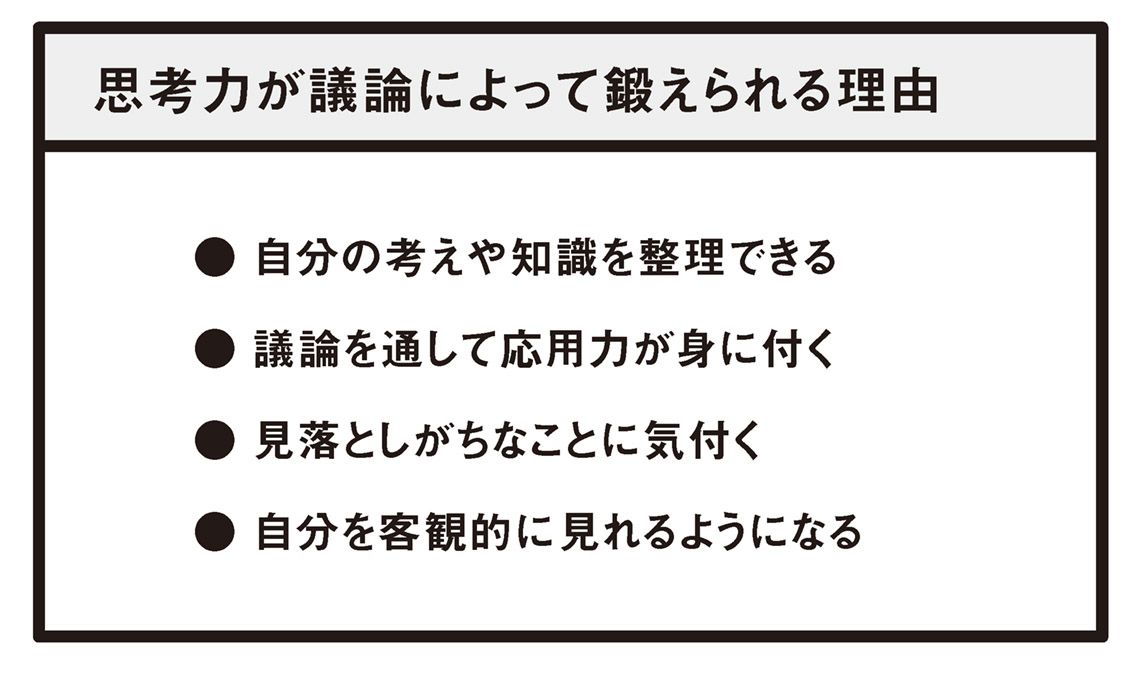 思考力が議論によって鍛えられる理由
● 自分の考えや知識を整理できる
● 議論を通して応用力が身に付く
● 見落としがちなことに気付く
● 自分を客観的に見れるようになる